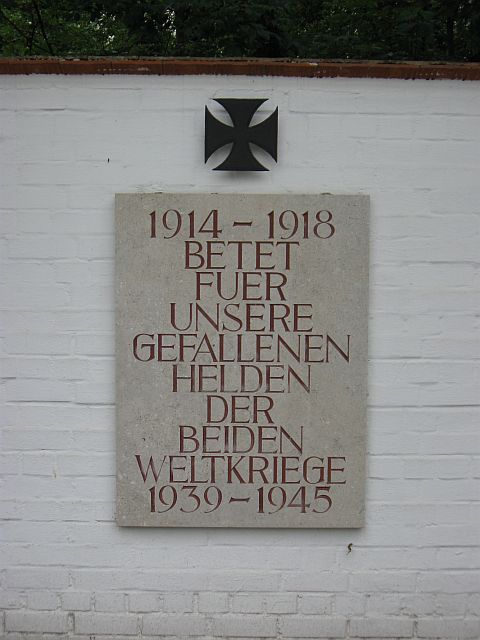 1914 – 1918
BETET
FUER
UNSERE
GEFALLENEN
HELDEN
DER
BEIDEN
WELTKRIEGE
1939 – 1945